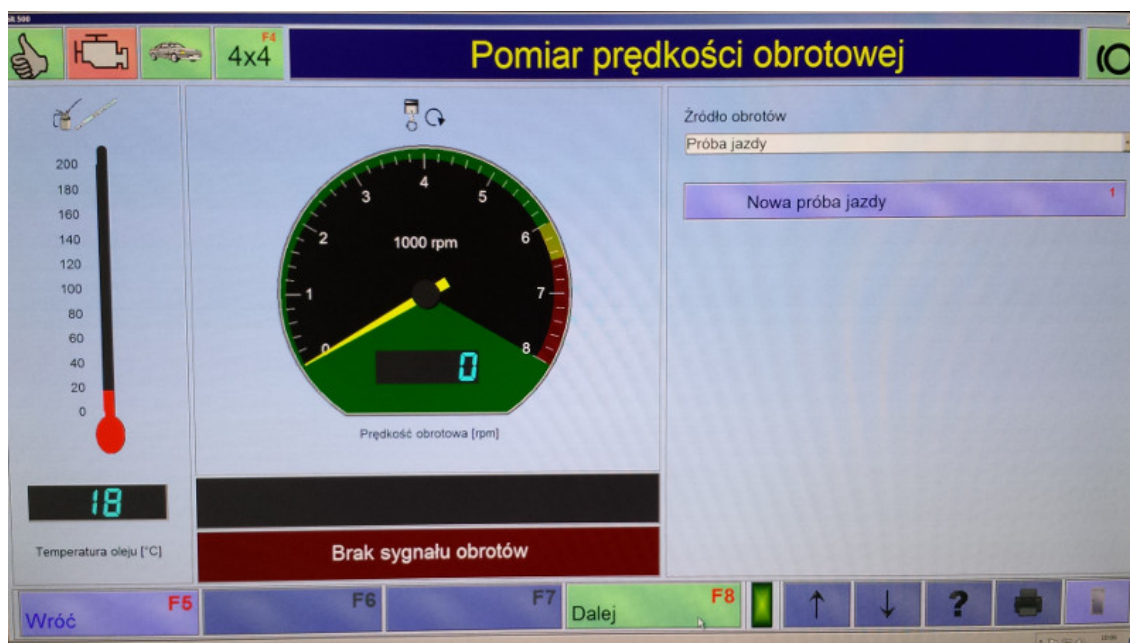 F4
4x4
Pomiar prędkości obrotowej
200
180
160
140
120
100
80
60
40
20
0
18
Temperatura oleju [°C]
0
1
2
3
4
5
6
7
8
1000 rpm
0
Prędkość obrotowa [rpm]
Brak sygnału obrotów
Źródło obrotów
Próba jazdy
Nowa próba jazdy
1
Wróć F5
F6
F7
Dalej F8
?